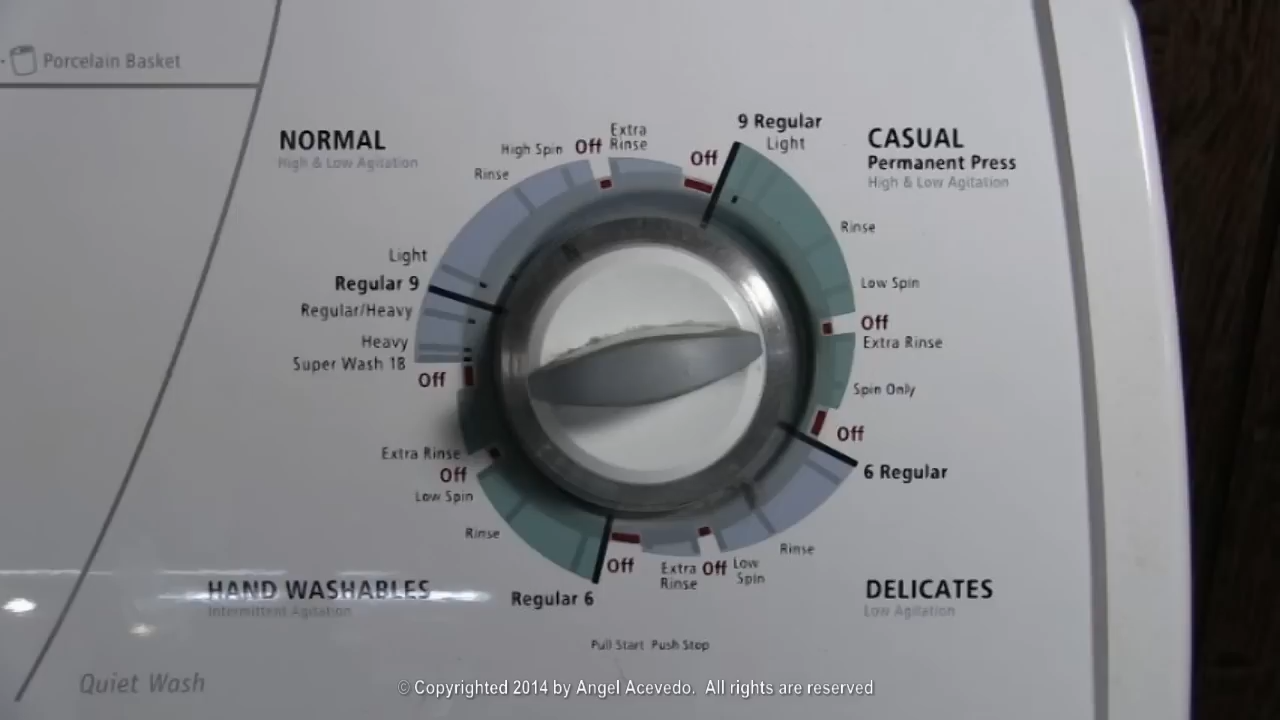 Porcelain Basket
NORMAL
High & Low Agitation
High Spin
Off
Extra
Rinse
Off
9 Regular
Light
CASUAL
Permanent Press
High & Low Agitation
Rinse
Rinse
Light
Regular 9
Regular/Heavy
Heavy
Super Wash 18
Off
Low Spin
Off
Extra Rinse
Spin Only
Off
6 Regular
Extra Rinse
Off
Low Spin
Rinse
Regular 6
Off
Extra
Rinse
Off
Low
Spin
Rinse
HAND WASHABLES
Intermittent Agitation
DELICATES
Low Agitation
Pull Start Push Stop
Quiet Wash
© Copyrighted 2014 by Angel Acevedo. All rights are reserved